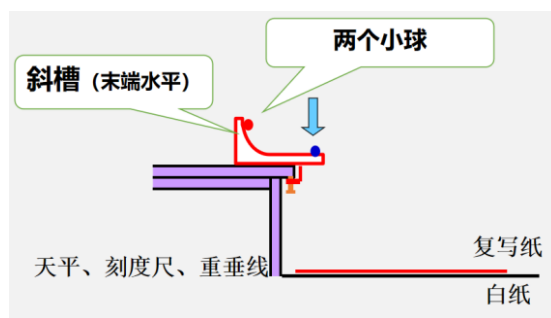 两个小球
斜槽（末端水平）
天平、刻度尺、重垂线
复写纸
白纸